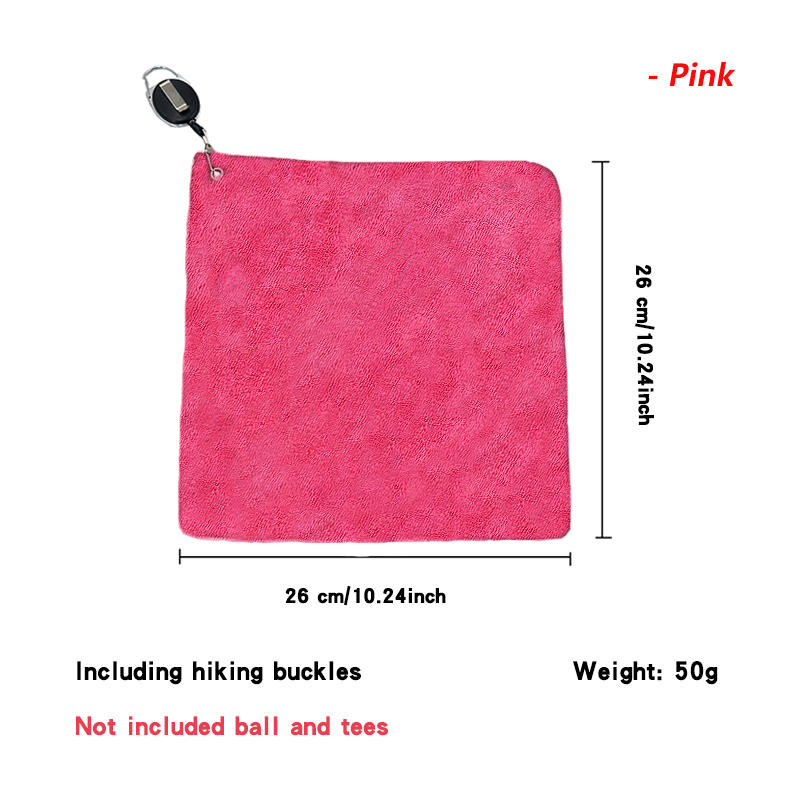 - Pink
26 cm/10.24inch
26 cm/10.24inch
Including hiking buckles
Weight: 50g
Not included ball and tees